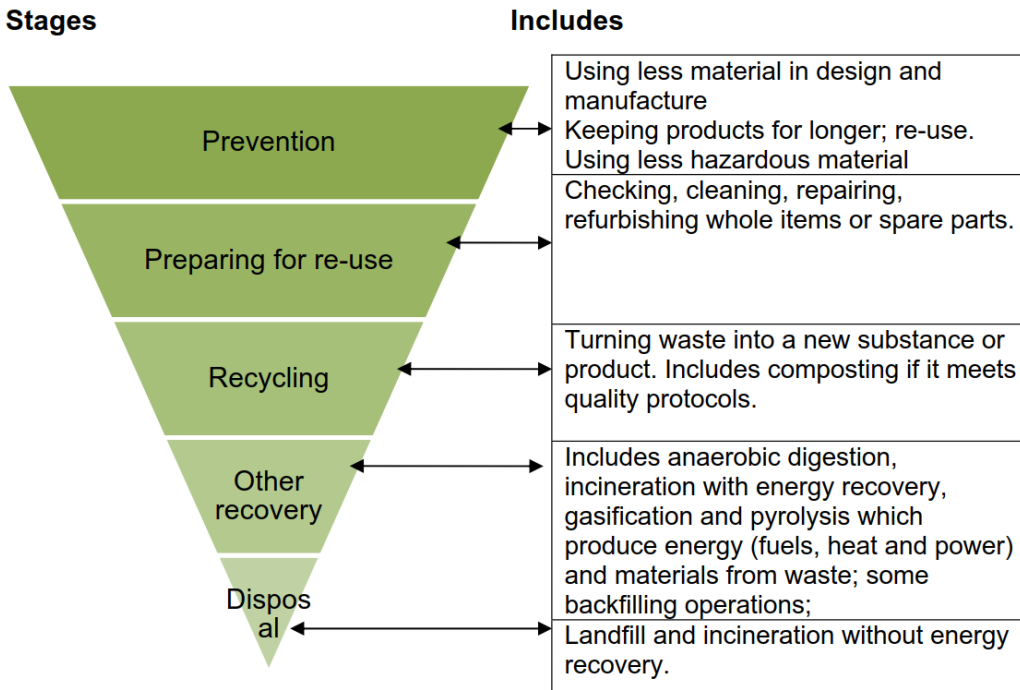 Stages
Includes
Prevention
Using less material in design and
manufacture
Keeping products for longer; re-use.
Using less hazardous material
Preparing for re-use
Checking, cleaning, repairing,
refurbishing whole items or spare parts.
Recycling
Turning waste into a new substance or
product. Includes composting if it meets
quality protocols.
Other
recovery
Includes anaerobic digestion,
incineration with energy recovery,
gasification and pyrolysis which
produce energy (fuels, heat and power)
and materials from waste; some
backfilling operations;
Dispos
al
Landfill and incineration without energy
recovery.